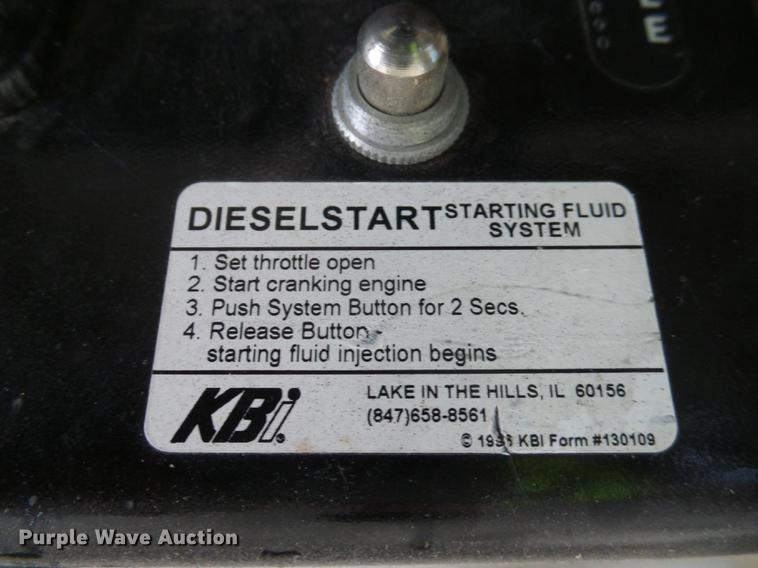 E
DIESELSTART STARTING FLUID
SYSTEM
1. Set throttle open
2. Start cranking engine
3. Push System Button for 2 Secs.
4. Release Button -
starting fluid injection begins
KBi.
LAKE IN THE HILLS, IL 60156
(847)658-8561
© KBI Form #130109
Purple Wave Auction